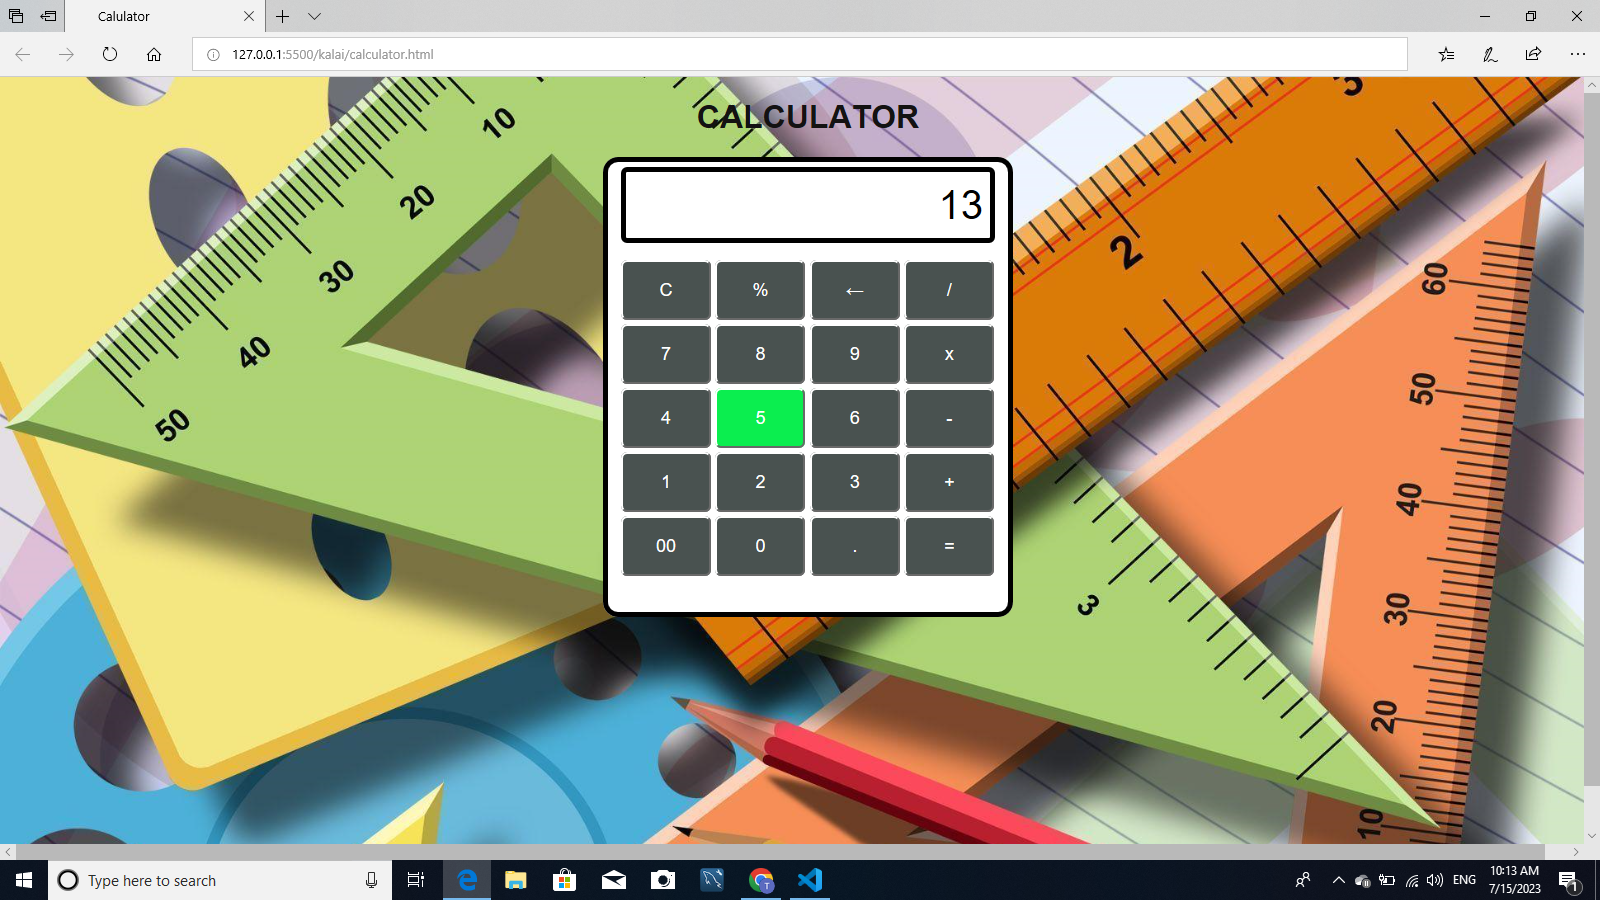 Calulator
127.0.0.1:5500/kalai/calculator.html
CALCULATOR
13
C % ← /
7 8 9 x
4 5 6 -
1 2 3 +
00 0 . =
10
20
30
40
50
3
2
60
50
40
30
20
10
3
Type here to search
ENG
10:13 AM
7/15/2023
1
T